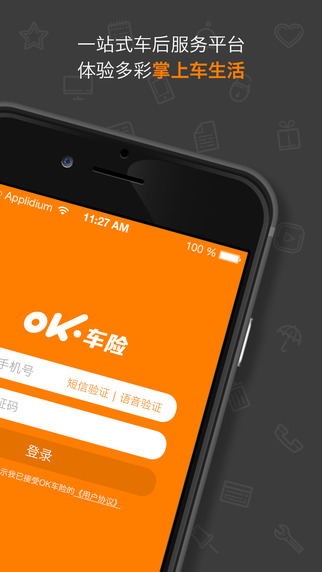 一站式车后服务平台
体验多彩掌上车生活
Applidium
11:27 AM
100 %
OK·车险
手机号
短信验证 | 语音验证
证码
登录
示我已接受OK车险的《用户协议》